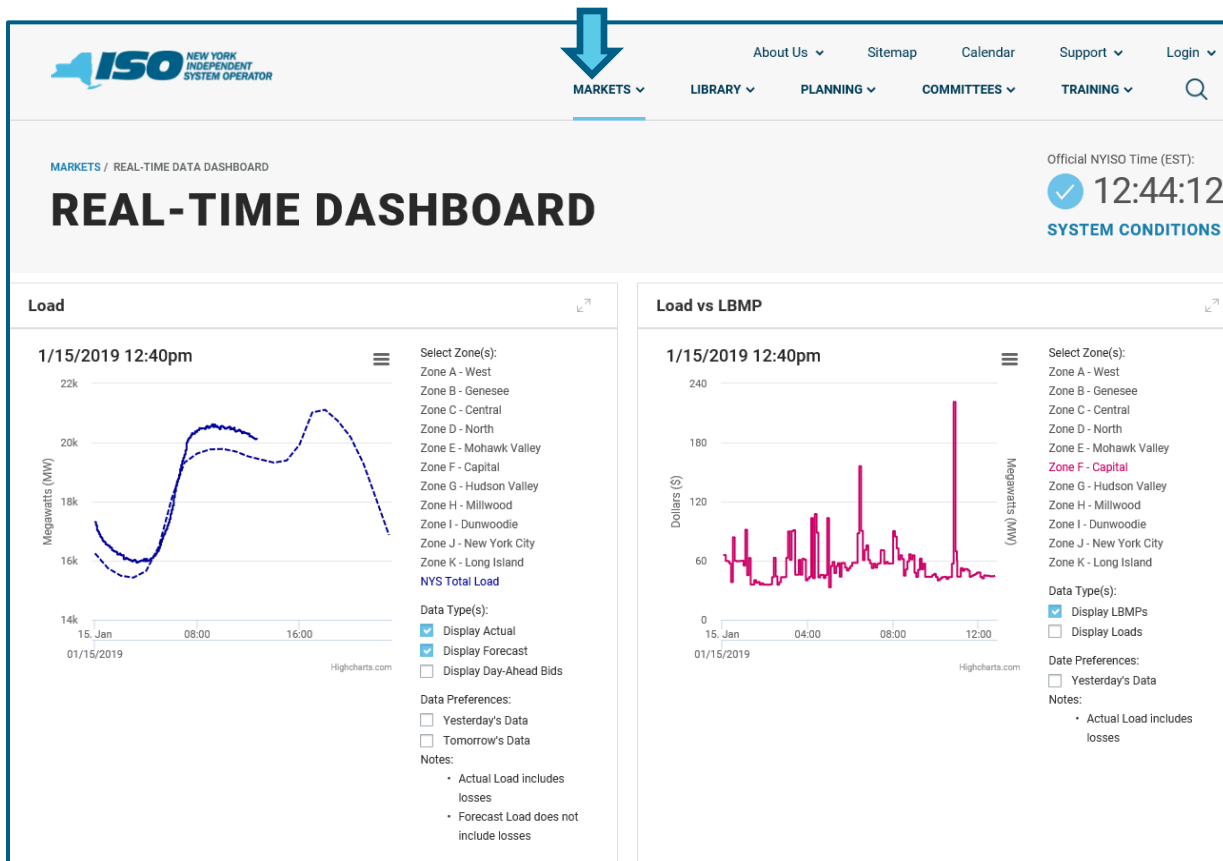 ISO NEW YORK
INDEPENDENT
SYSTEM OPERATOR
About Us
Sitemap
Calendar
Support
Login
MARKETS
LIBRARY
PLANNING
COMMITTEES
TRAINING
MARKETS / REAL-TIME DATA DASHBOARD
REAL-TIME DASHBOARD
Official NYISO Time (EST):
12:44:12
SYSTEM CONDITIONS
Load
1/15/2019 12:40pm
22k
20k
18k
16k
14k
Megawatts (MW)
15. Jan
08:00
16:00
01/15/2019
Highcharts.com
Select Zone(s):
Zone A - West
Zone B - Genesee
Zone C - Central
Zone D - North
Zone E - Mohawk Valley
Zone F - Capital
Zone G - Hudson Valley
Zone H - Millwood
Zone I - Dunwoodie
Zone J - New York City
Zone K - Long Island
NYS Total Load
Data Type(s):
Display Actual
Display Forecast
Display Day-Ahead Bids
Data Preferences:
Yesterday's Data
Tomorrow's Data
Notes:
• Actual Load includes
losses
• Forecast Load does not
include losses
Load vs LBMP
1/15/2019 12:40pm
240
180
120
60
0
Dollars ($)
Megawatts (MW)
15. Jan
04:00
08:00
12:00
01/15/2019
Highcharts.com
Select Zone(s):
Zone A - West
Zone B - Genesee
Zone C - Central
Zone D - North
Zone E - Mohawk Valley
Zone F - Capital
Zone G - Hudson Valley
Zone H - Millwood
Zone I - Dunwoodie
Zone J - New York City
Zone K - Long Island
Data Type(s):
Display LBMPs
Display Loads
Date Preferences:
Yesterday's Data
Notes:
• Actual Load includes
losses